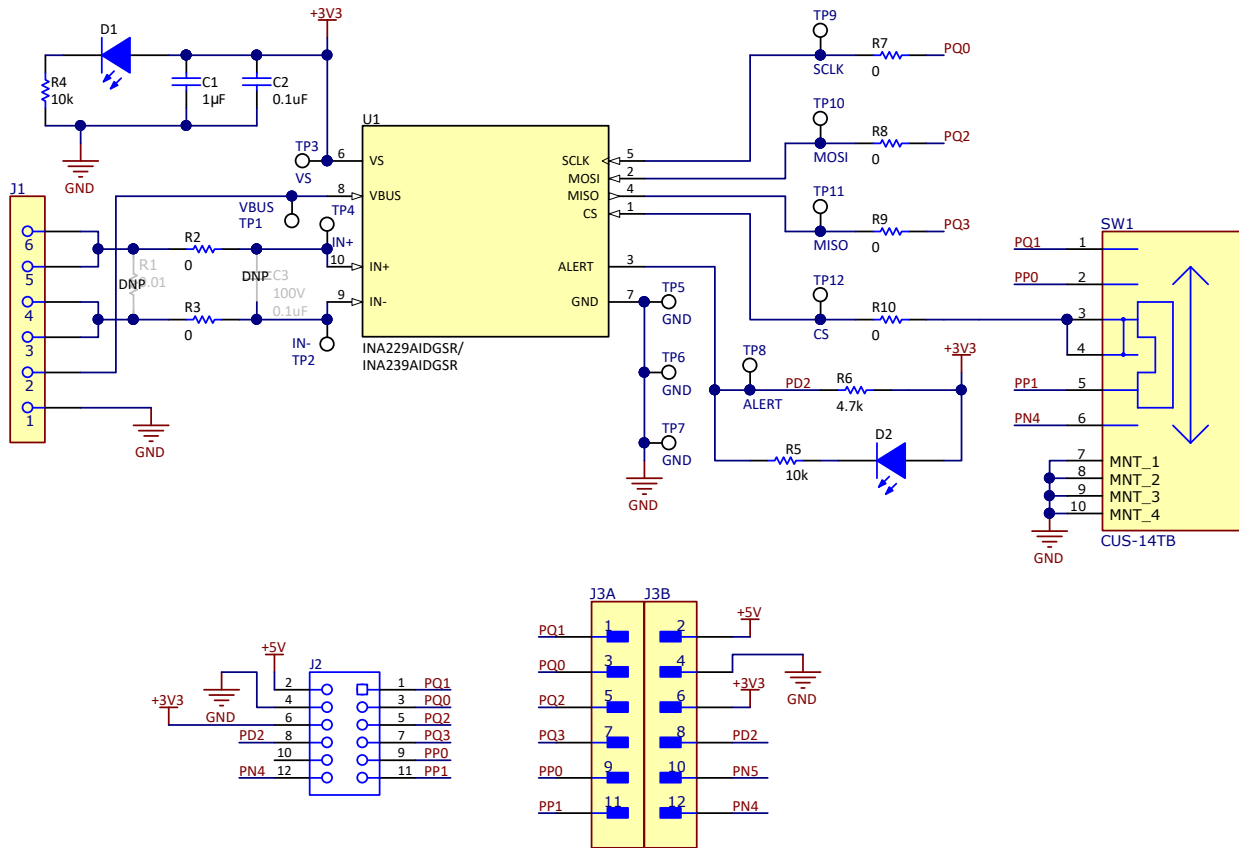 +3V3
D1
R4
10k
C1
1µF
C2
0.1uF
GND
TP9
SCLK
R7
0
PQ0
TP10
MOSI
R8
0
PQ2
TP11
MISO
R9
0
PQ3
TP12
CS
R10
0
U1
TP3
VS
6 VS
8 VBUS
10 IN+
9 IN-
SCLK 5
MOSI 2
MISO 4
CS 1
ALERT 3
GND 7
INA229AIDGSR/
INA239AIDGSR
VBUS
TP1
TP4
IN+
IN-
TP2
J1
6
5
4
3
2
1
R1
DNP
0.01
R2
0
R3
0
DNP
C3
100V
0.1uF
GND
TP5
GND
TP6
GND
TP7
GND
GND
TP8
ALERT
PD2
R6
4.7k
+3V3
R5
10k
D2
SW1
PQ1 1
PP0 2
3
4
PP1 5
PN4 6
7 MNT_1
8 MNT_2
9 MNT_3
10 MNT_4
GND
CUS-14TB
J2
+5V
GND
+3V3
2 1 PQ1
4 3 PQ0
6 5 PQ2
PD2 8 7 PQ3
10 9 PP0
PN4 12 11 PP1
J3A J3B
PQ1 1 2 +5V
PQ0 3 4 GND
PQ2 5 6 +3V3
PQ3 7 8 PD2
PP0 9 10 PN5
PP1 11 12 PN4